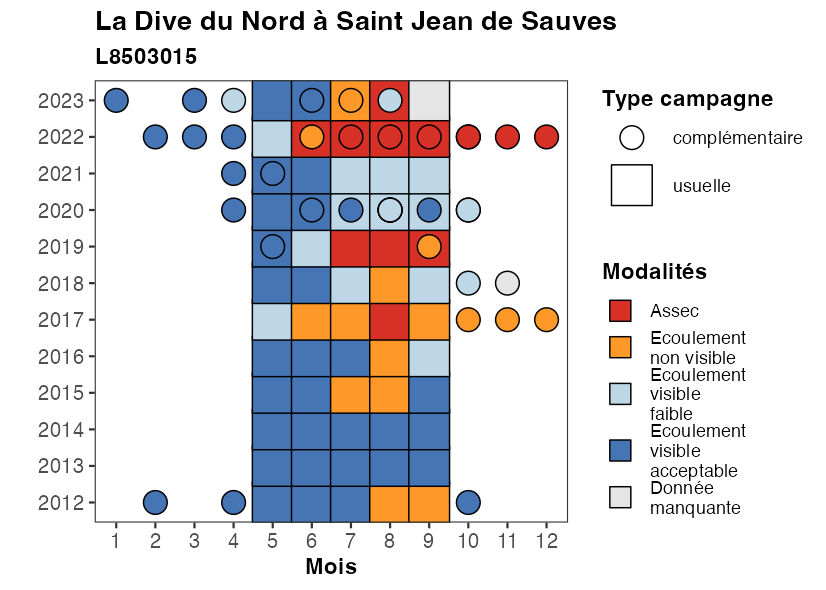 La Dive du Nord à Saint Jean de Sauves
L8503015
2023
2022
2021
2020
2019
2018
2017
2016
2015
2014
2013
2012
1 2 3 4 5 6 7 8 9 10 11 12
Mois
Type campagne
complémentaire
usuelle
Modalités
Assec
Ecoulement
non visible
Ecoulement
visible
faible
Ecoulement
visible
acceptable
Donnée
manquante